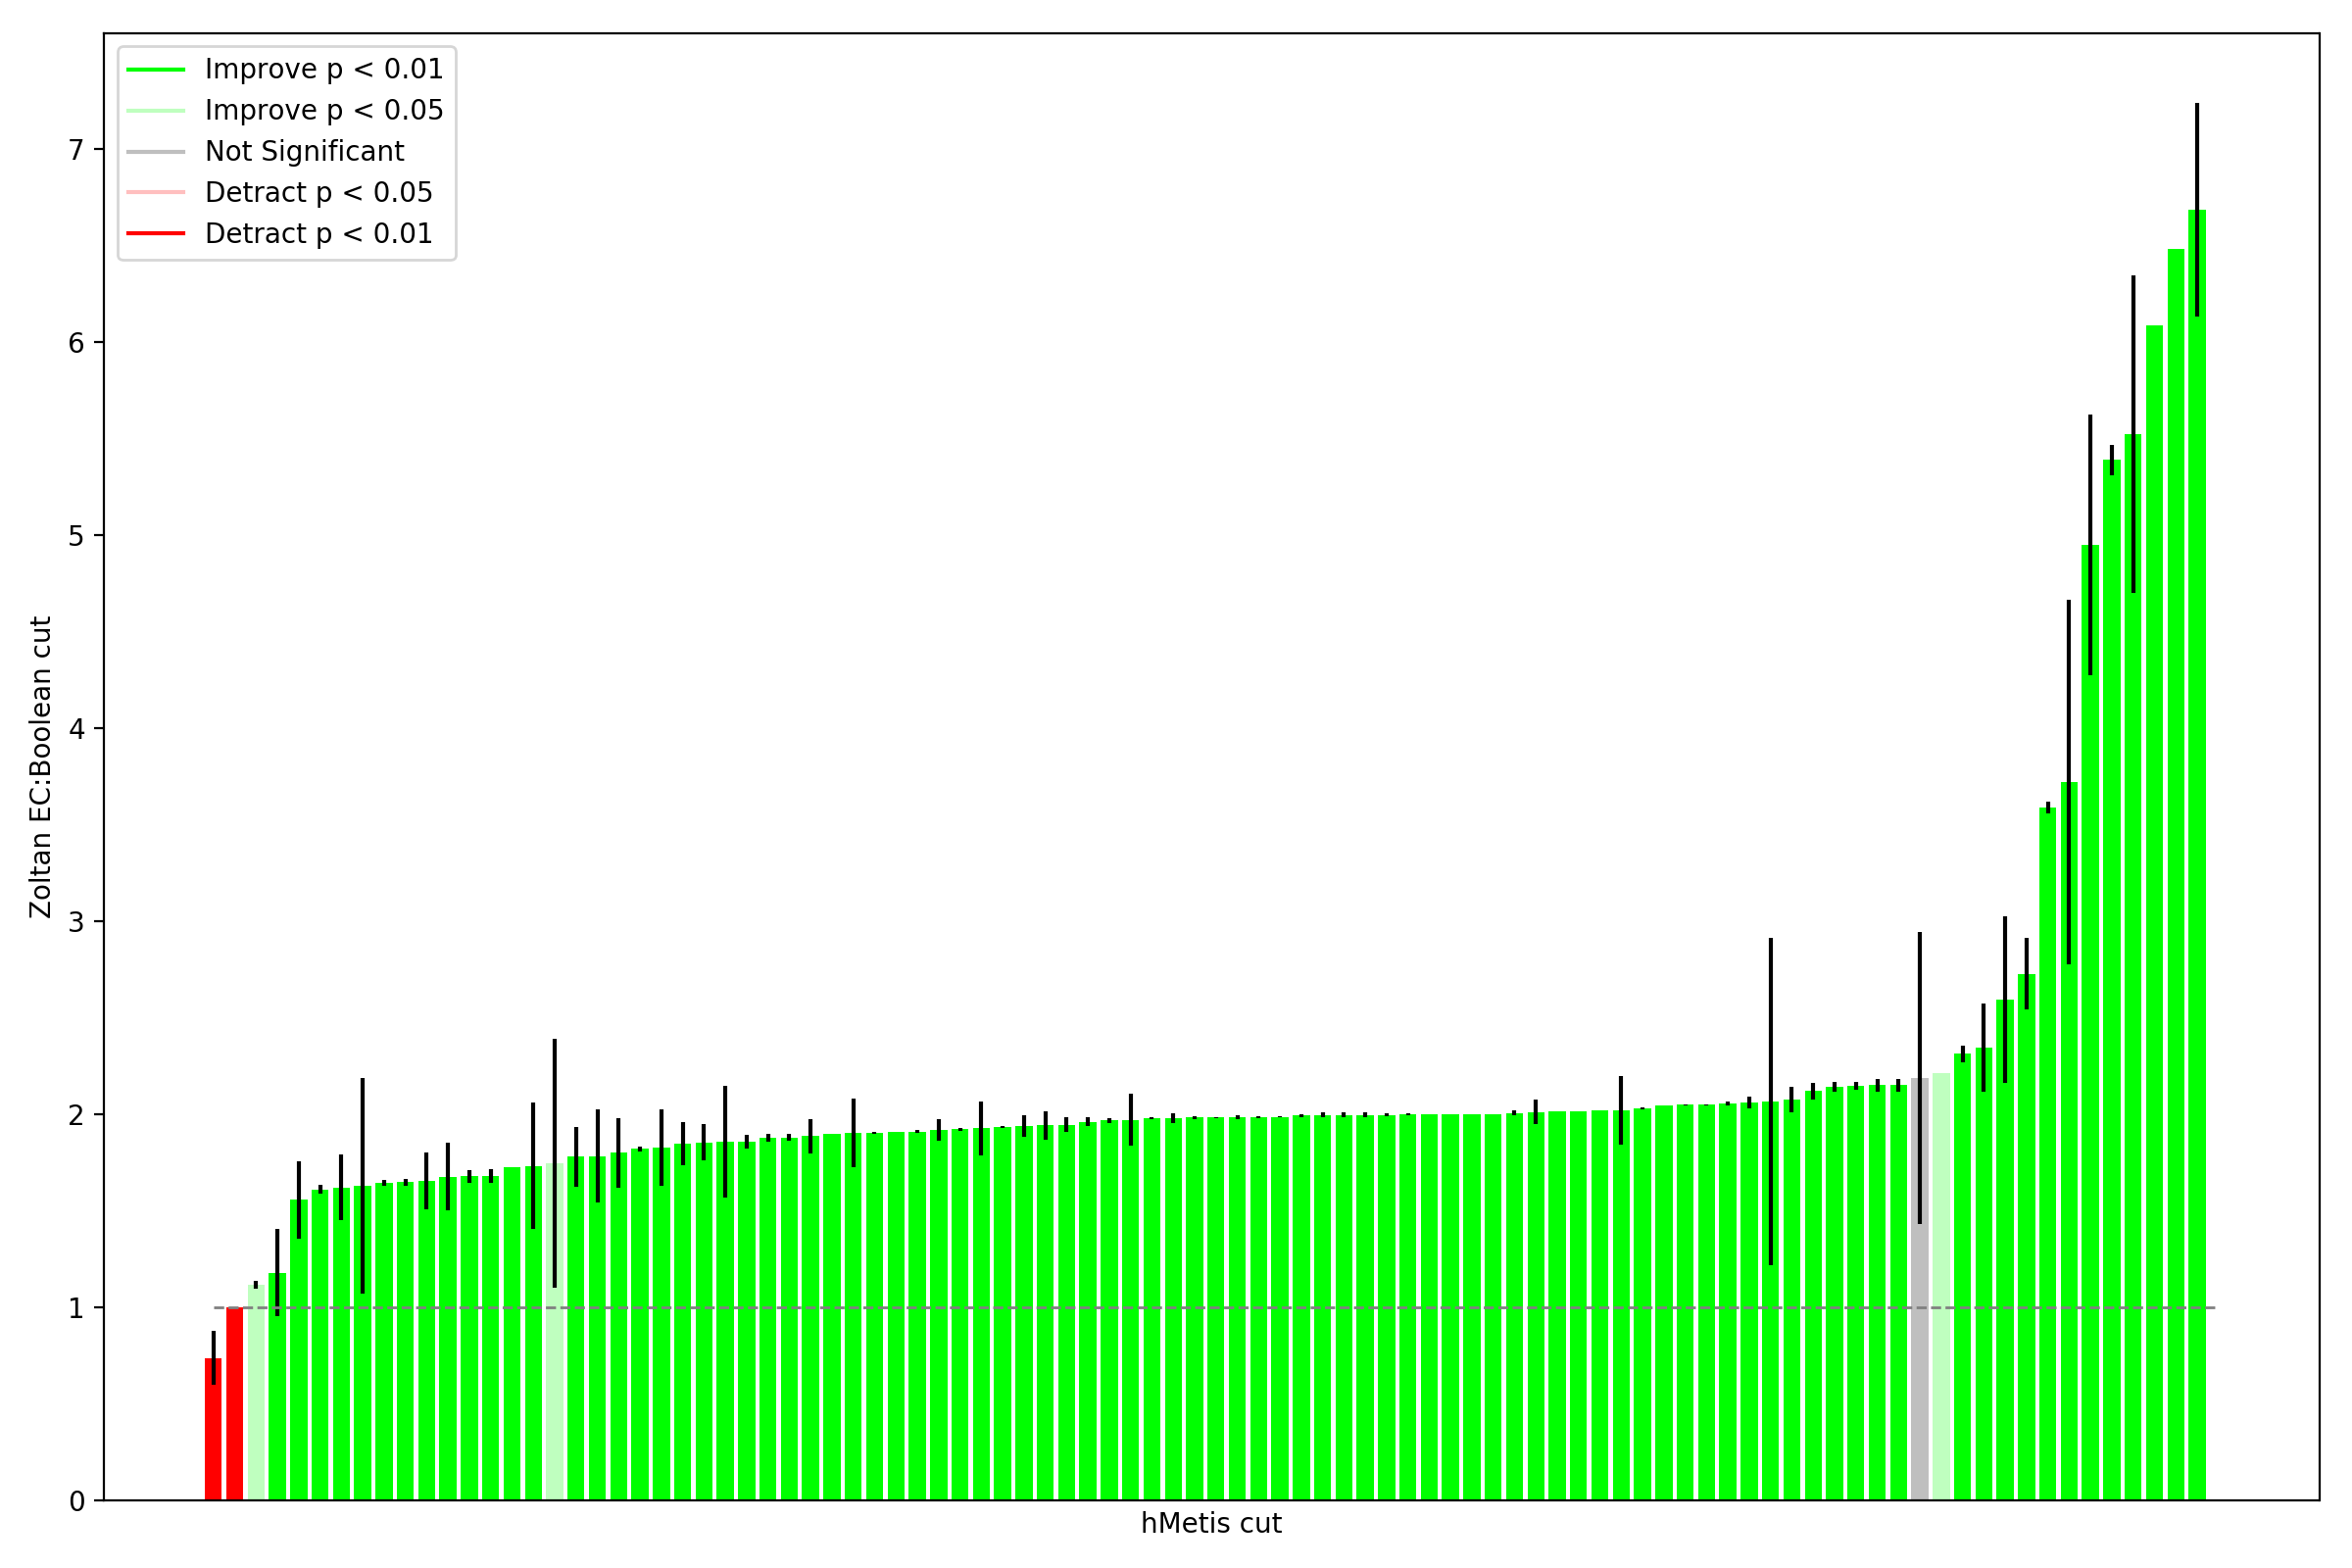 Improve p < 0.01
Improve p < 0.05
Not Significant
Detract p < 0.05
Detract p < 0.01
7
6
5
4
3
2
1
0
Zoltan EC:Boolean cut
hMetis cut